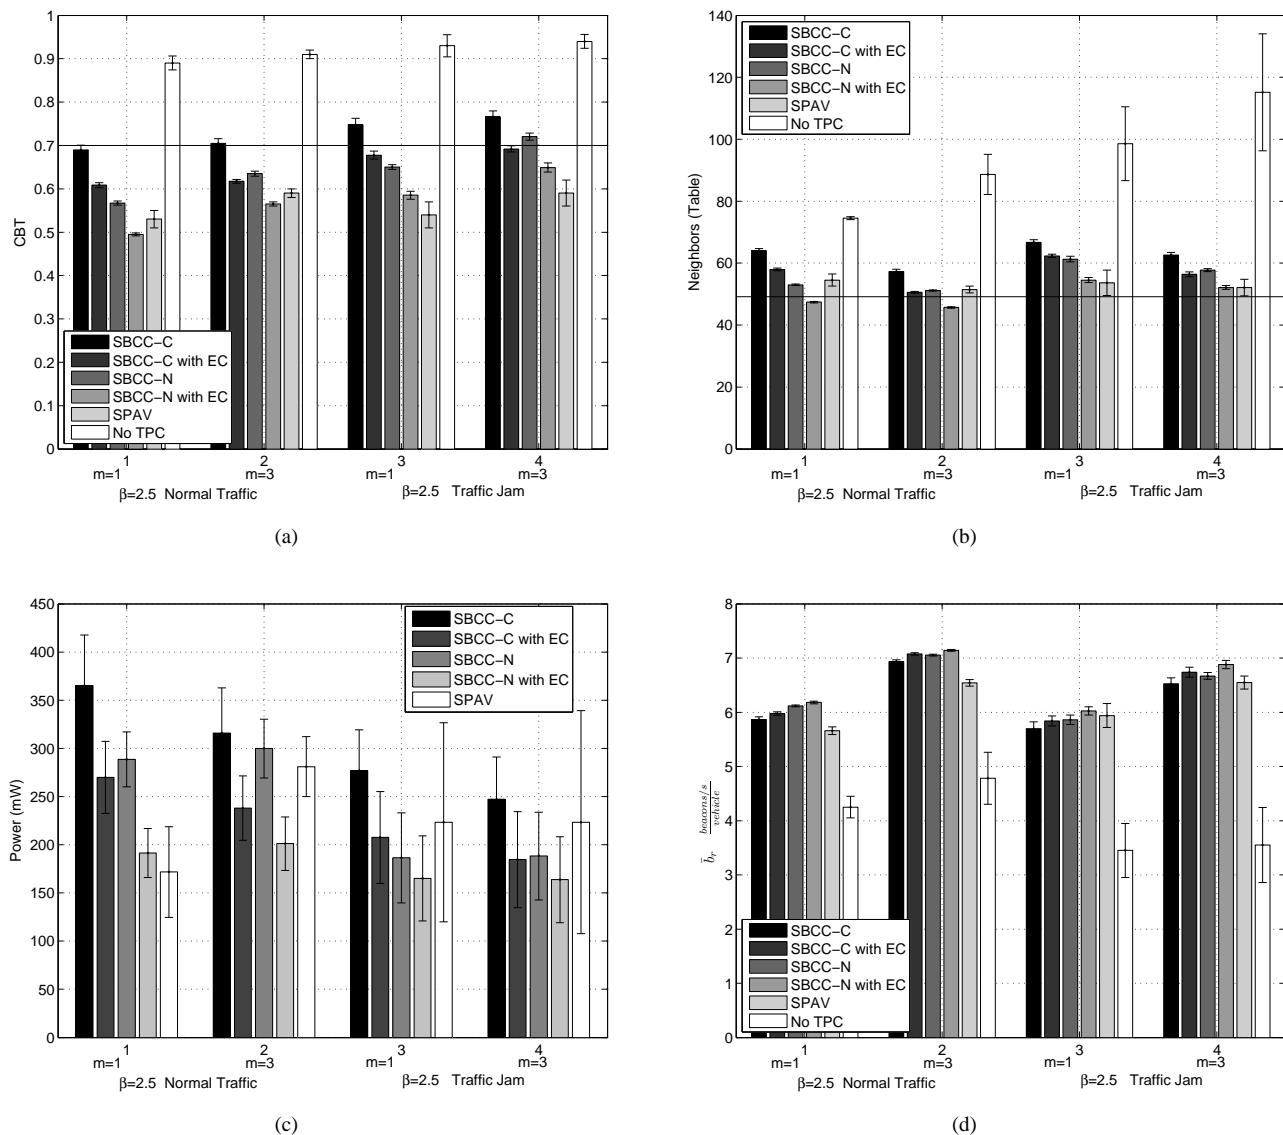 1
0.9
0.8
0.7
0.6
0.5
0.4
0.3
0.2
0.1
0
CBT
SBCC−C
SBCC−C with EC
SBCC−N
SBCC−N with EC
SPAV
No TPC
1 2 3 4
m=1 m=3 m=1 m=3
β=2.5 Normal Traffic β=2.5 Traffic Jam
(a)
140
120
100
80
60
40
20
0
Neighbors (Table)
SBCC−C
SBCC−C with EC
SBCC−N
SBCC−N with EC
SPAV
No TPC
1 2 3 4
m=1 m=3 m=1 m=3
β=2.5 Normal Traffic β=2.5 Traffic Jam
(b)
450
400
350
300
250
200
150
100
50
0
Power (mW)
SBCC−C
SBCC−C with EC
SBCC−N
SBCC−N with EC
SPAV
1 2 3 4
m=1 m=3 m=1 m=3
β=2.5 Normal Traffic β=2.5 Traffic Jam
(c)
8
7
6
5
4
3
2
1
0
b̄r beacons/s
vehicle
SBCC−C
SBCC−C with EC
SBCC−N
SBCC−N with EC
SPAV
No TPC
1 2 3 4
m=1 m=3 m=1 m=3
β=2.5 Normal Traffic β=2.5 Traffic Jam
(d)